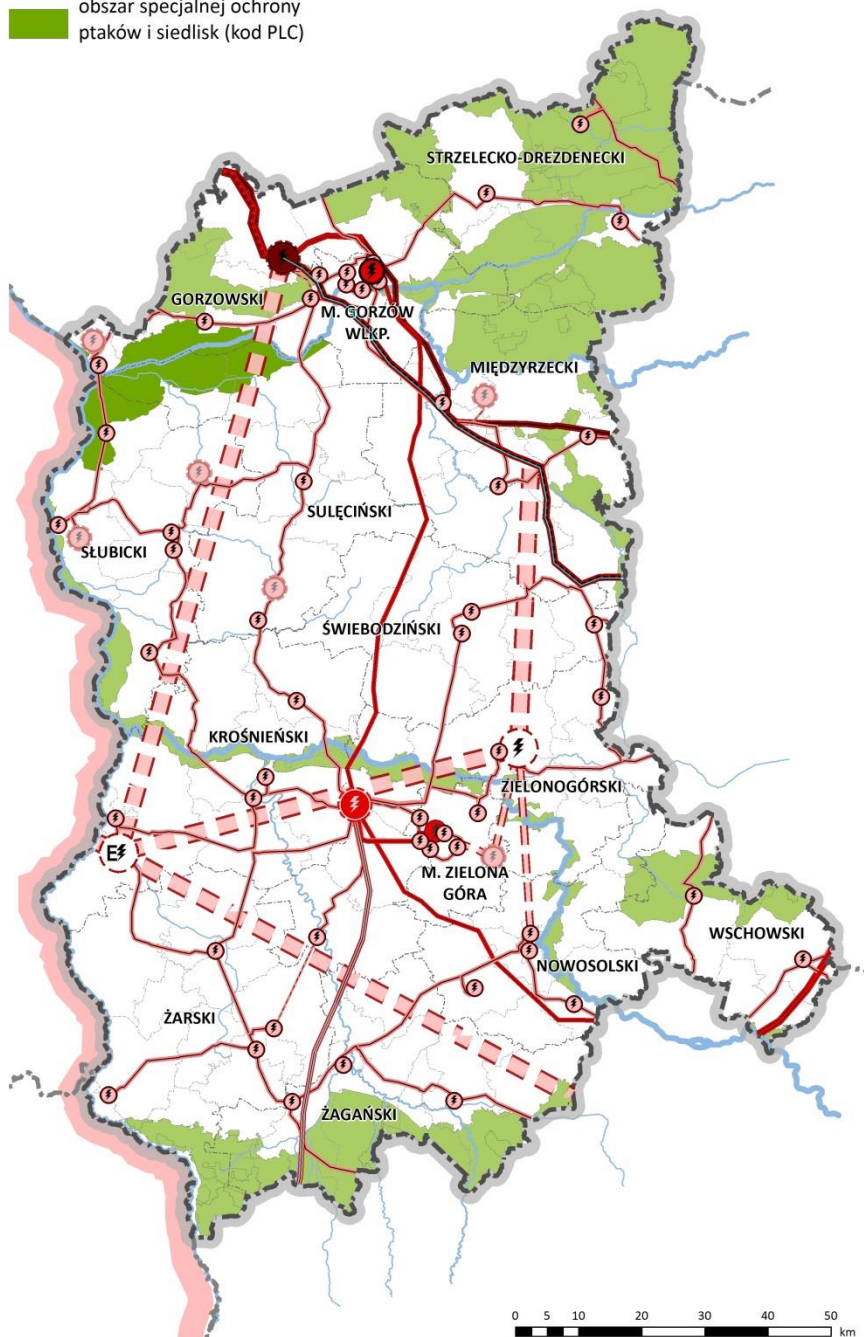 obszar specjalnej ochrony
ptaków i siedlisk (kod PLC)
STRZELECKO-DREZDENECKI
GORZOWSKI
M. GORZÓW
WLKP.
MIĘDZYRZECKI
SULĘCIŃSKI
SŁUBICKI
ŚWIEBODZIŃSKI
KROŚNIEŃSKI
ZIELONOGÓRSKI
E
M. ZIELONA
GÓRA
WSCHOWSKI
NOWOSOLSKI
ŻARSKI
ŻAGAŃSKI
0 5 10 20 30 40 50
km